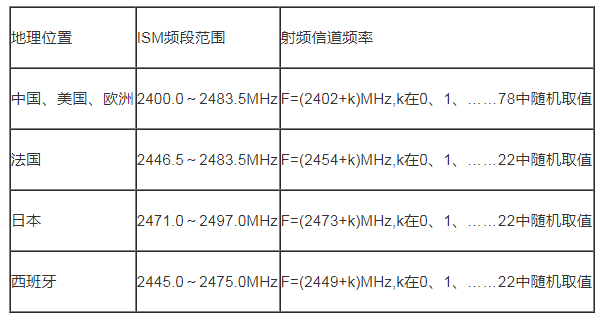 地理位置 ISM频段范围 射频信道频率
中国、美国、欧洲 2400.0～2483.5MHz F=(2402+k)MHz,k在0、1、……78中随机取值
法国 2446.5～2483.5MHz F=(2454+k)MHz,k在0、1、……22中随机取值
日本 2471.0～2497.0MHz F=(2473+k)MHz,k在0、1、……22中随机取值
西班牙 2445.0～2475.0MHz F=(2449+k)MHz,k在0、1、……22中随机取值